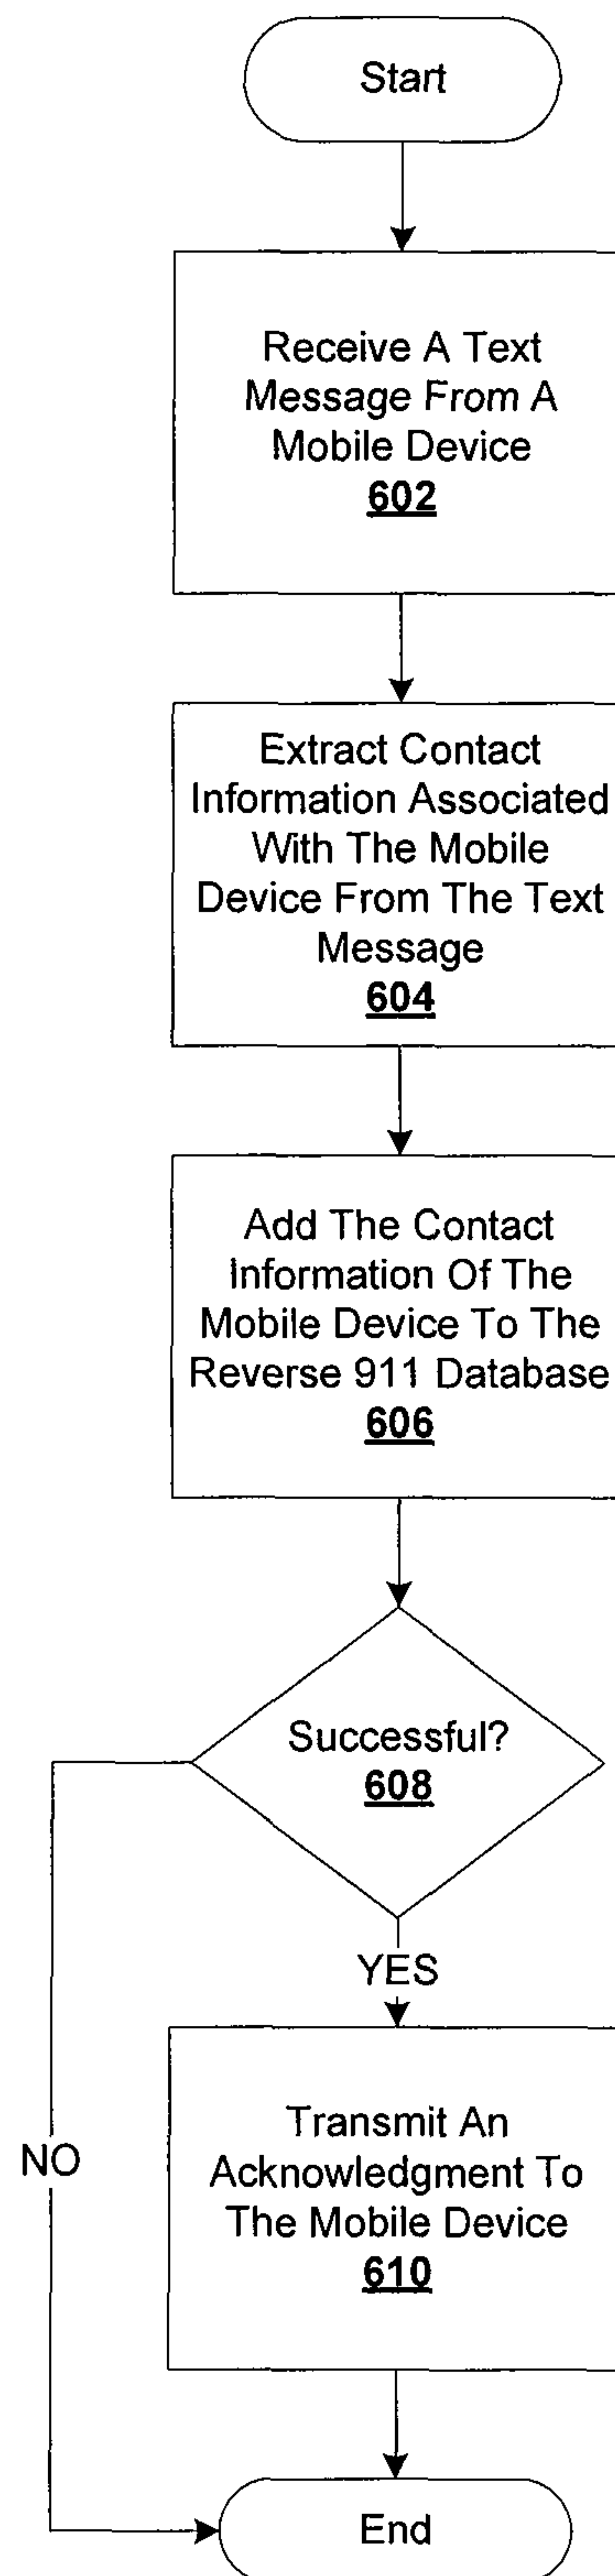 Start
Receive A Text
Message From A
Mobile Device
602
Extract Contact
Information Associated
With The Mobile
Device From The Text
Message
604
Add The Contact
Information Of The
Mobile Device To The
Reverse 911 Database
606
Successful?
608
YES
NO
Transmit An
Acknowledgment To
The Mobile Device
610
End